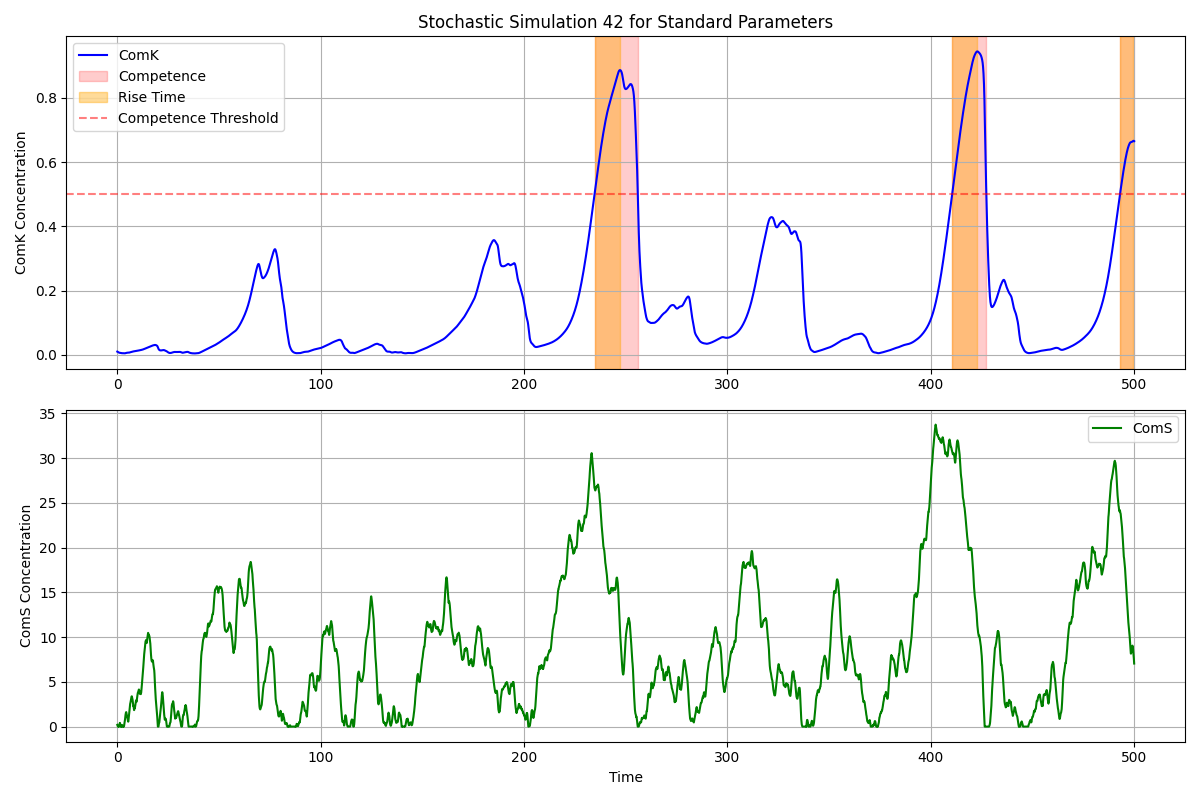 Stochastic Simulation 42 for Standard Parameters
ComK
Competence
Rise Time
Competence Threshold
ComK Concentration
0.8
0.6
0.4
0.2
0.0
0 100 200 300 400 500
ComS
ComS Concentration
35
30
25
20
15
10
5
0
0 100 200 300 400 500
Time